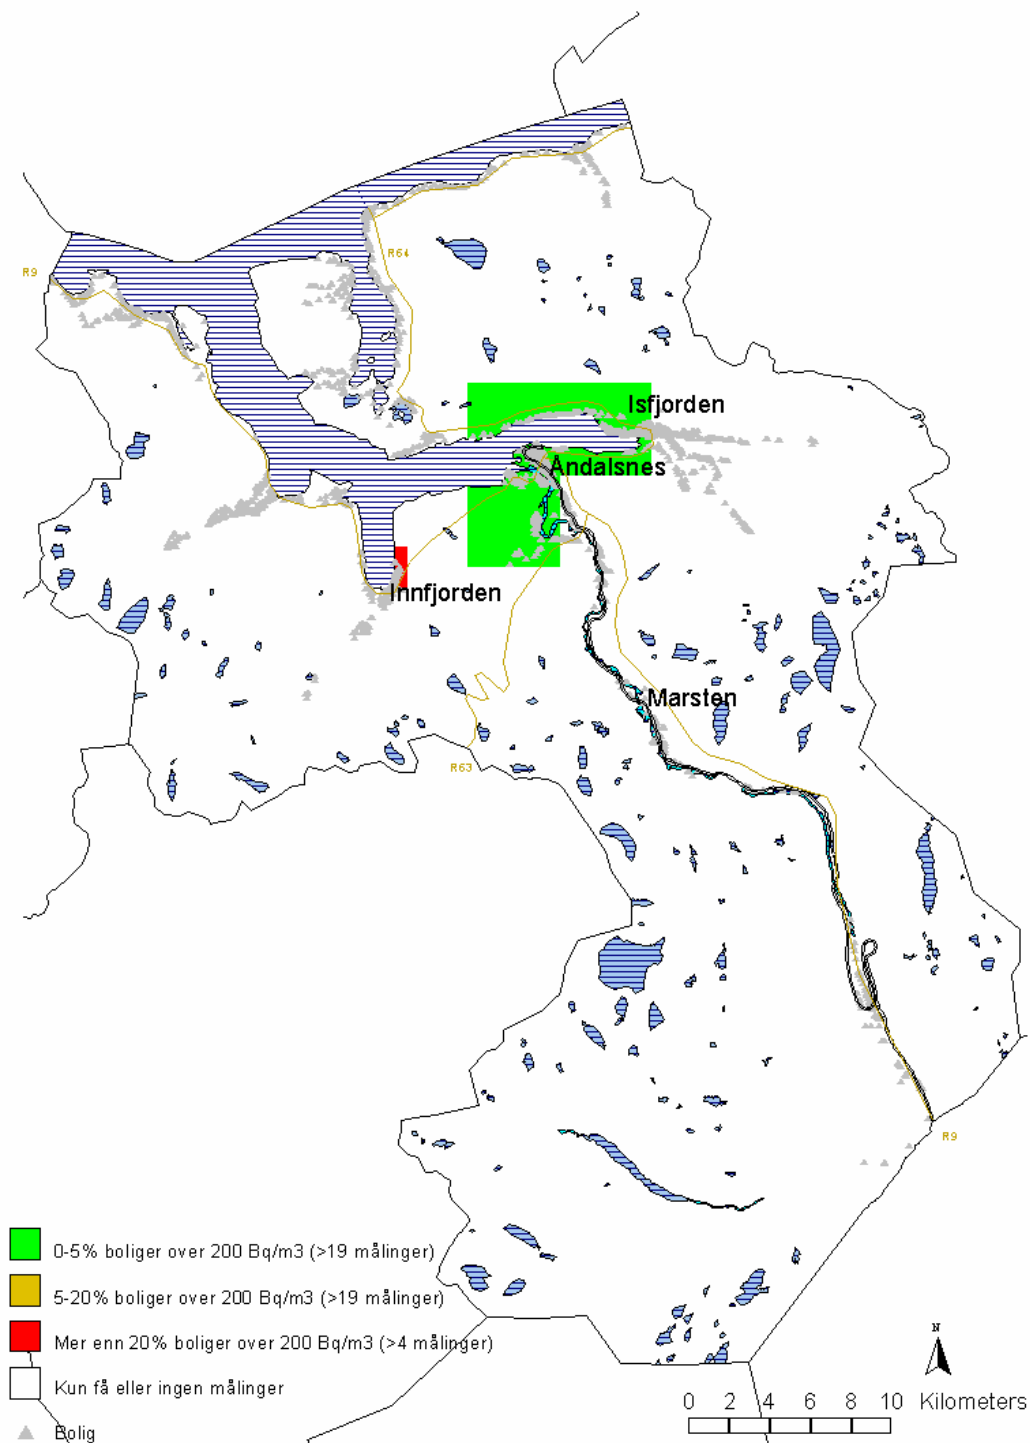 R64
R9
Isfjorden
Åndalsnes
Innfjorden
Marsten
R63
R9
0-5% boliger over 200 Bq/m3 (>19 målinger)
5-20% boliger over 200 Bq/m3 (>19 målinger)
Mer enn 20% boliger over 200 Bq/m3 (>4 målinger)
Kun få eller ingen målinger
Bolig
N
0 2 4 6 8 10 Kilometers